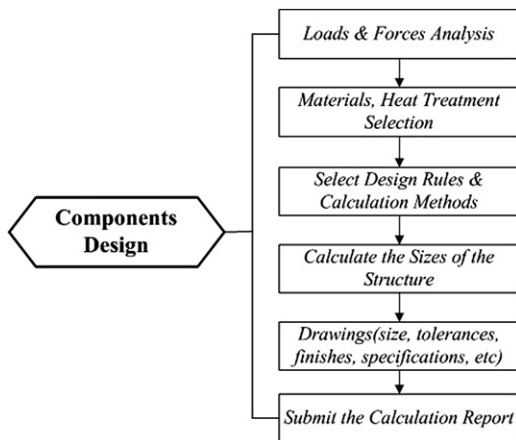 Loads & Forces Analysis
Materials, Heat Treatment
Selection
Select Design Rules &
Calculation Methods
Components
Design
Calculate the Sizes of the
Structure
Drawings(size, tolerances,
finishes, specifications, etc)
Submit the Calculation Report